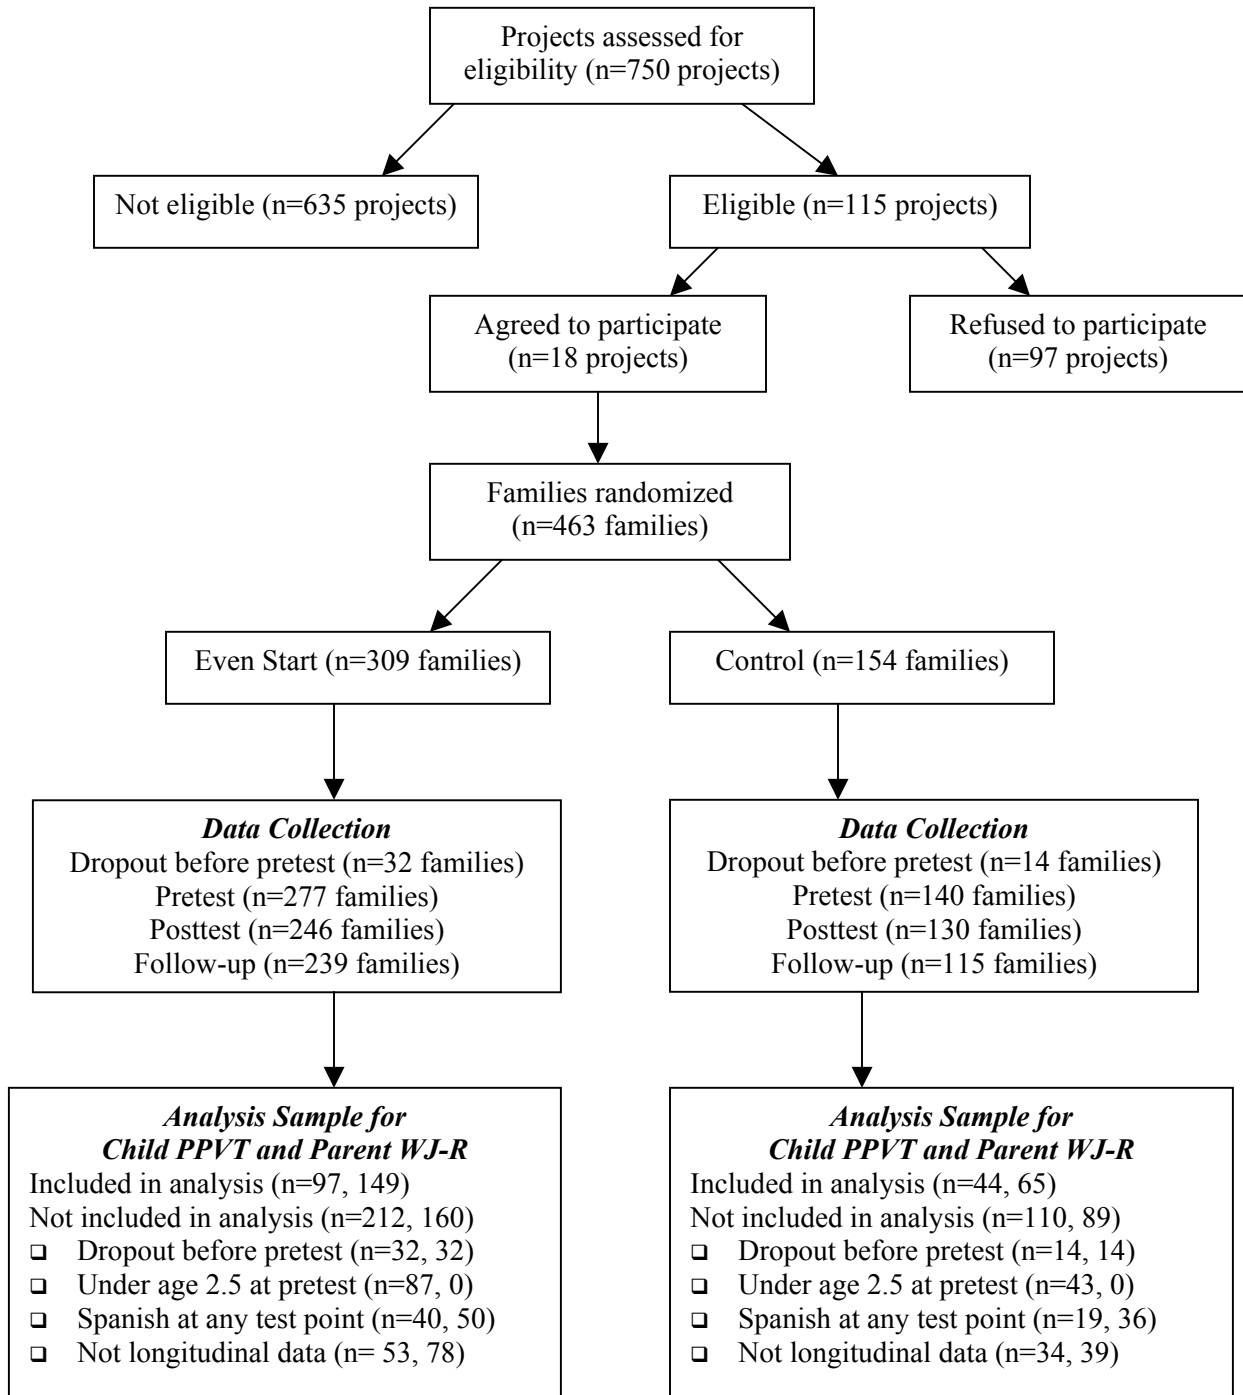 Projects assessed for
eligibility (n=750 projects)
Not eligible (n=635 projects)
Eligible (n=115 projects)
Agreed to participate
(n=18 projects)
Refused to participate
(n=97 projects)
Families randomized
(n=463 families)
Even Start (n=309 families)
Control (n=154 families)
Data Collection
Dropout before pretest (n=32 families)
Pretest (n=277 families)
Posttest (n=246 families)
Follow-up (n=239 families)
Data Collection
Dropout before pretest (n=14 families)
Pretest (n=140 families)
Posttest (n=130 families)
Follow-up (n=115 families)
Analysis Sample for
Child PPVT and Parent WJ-R
Included in analysis (n=97, 149)
Not included in analysis (n=212, 160)
❑ Dropout before pretest (n=32, 32)
❑ Under age 2.5 at pretest (n=87, 0)
❑ Spanish at any test point (n=40, 50)
❑ Not longitudinal data (n= 53, 78)
Analysis Sample for
Child PPVT and Parent WJ-R
Included in analysis (n=44, 65)
Not included in analysis (n=110, 89)
❑ Dropout before pretest (n=14, 14)
❑ Under age 2.5 at pretest (n=43, 0)
❑ Spanish at any test point (n=19, 36)
❑ Not longitudinal data (n=34, 39)